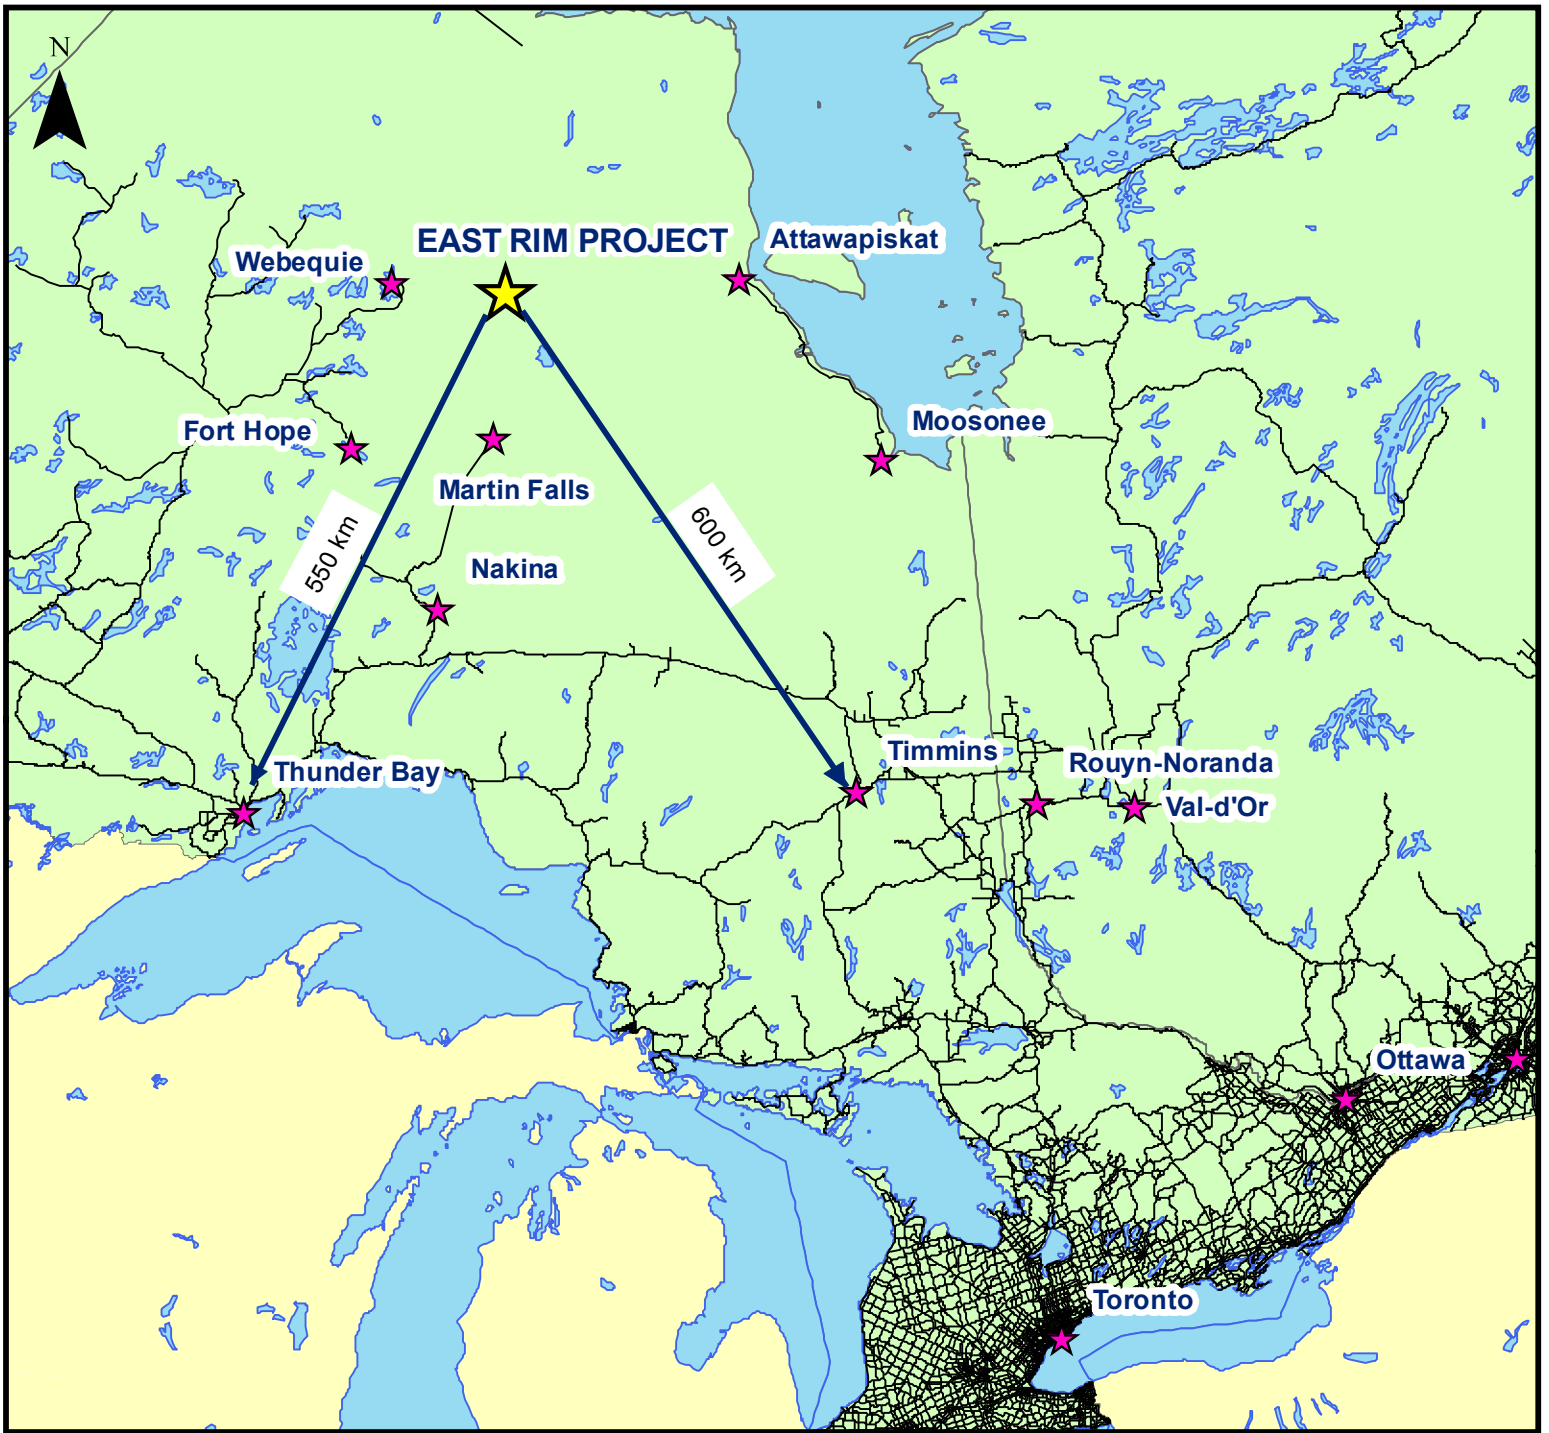 N
EAST RIM PROJECT
Attawapiskat
Webequie
Moosonee
Fort Hope
Martin Falls
550 km
600 km
Nakina
Timmins
Rouyn-Noranda
Thunder Bay
Val-d'Or
Ottawa
Toronto